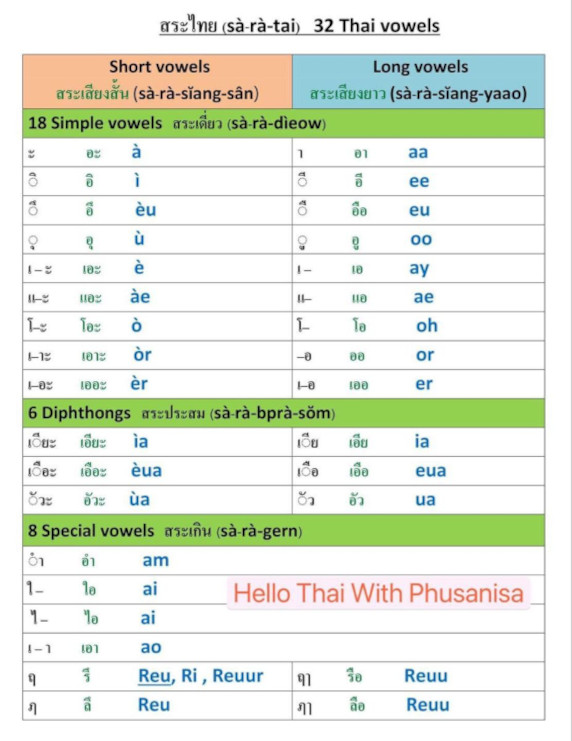 สระไทย (sà-rà-tai) 32 Thai vowels
Short vowels Long vowels
สระเสียงสั้น (sà-rà-sǐang-sân) สระเสียงยาว (sà-rà-sǐang-yaao)
18 Simple vowels สระเดี่ยว (sà-rà-dìeow)
ะ อะ à า อา aa
ิ อิ ì ี อี ee
ึ อึ èu ื อือ eu
ุ อุ ù ู อู oo
เ–ะ เอะ è เ– เอ ay
แ–ะ แอะ àe แ– แอ ae
โ–ะ โอะ ò โ– โอ oh
เ–าะ เอาะ òr –อ ออ or
เ–อะ เออะ èr เ–อ เออ er
6 Diphthongs สระประสม (sà-rà-bprà-sǒm)
เ ียะ เอียะ ìa เ ีย เอีย ia
เ ือะ เอือะ èua เ ือ เอือ eua
ัวะ อัวะ ùa ัว อัว ua
8 Special vowels สระเกิน (sà-rà-gern)
ำ อำ am
ใ– ใอ ai
Hello Thai With Phusanisa
ไ– ไอ ai
เ–า เอา ao
ฤ รึ Reu, Ri , Reuur ฤๅ รือ Reuu
ฦ ลึ Reu ฦๅ ลือ Reuu